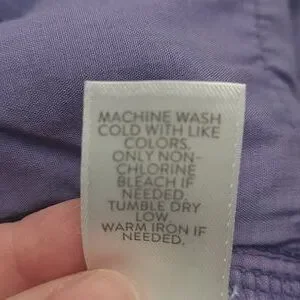 MACHINE WASH
COLD WITH LIKE
COLORS.
ONLY NON-
CHLORINE
BLEACH IF
NEEDED.
TUMBLE DRY
LOW.
WARM IRON IF
NEEDED.